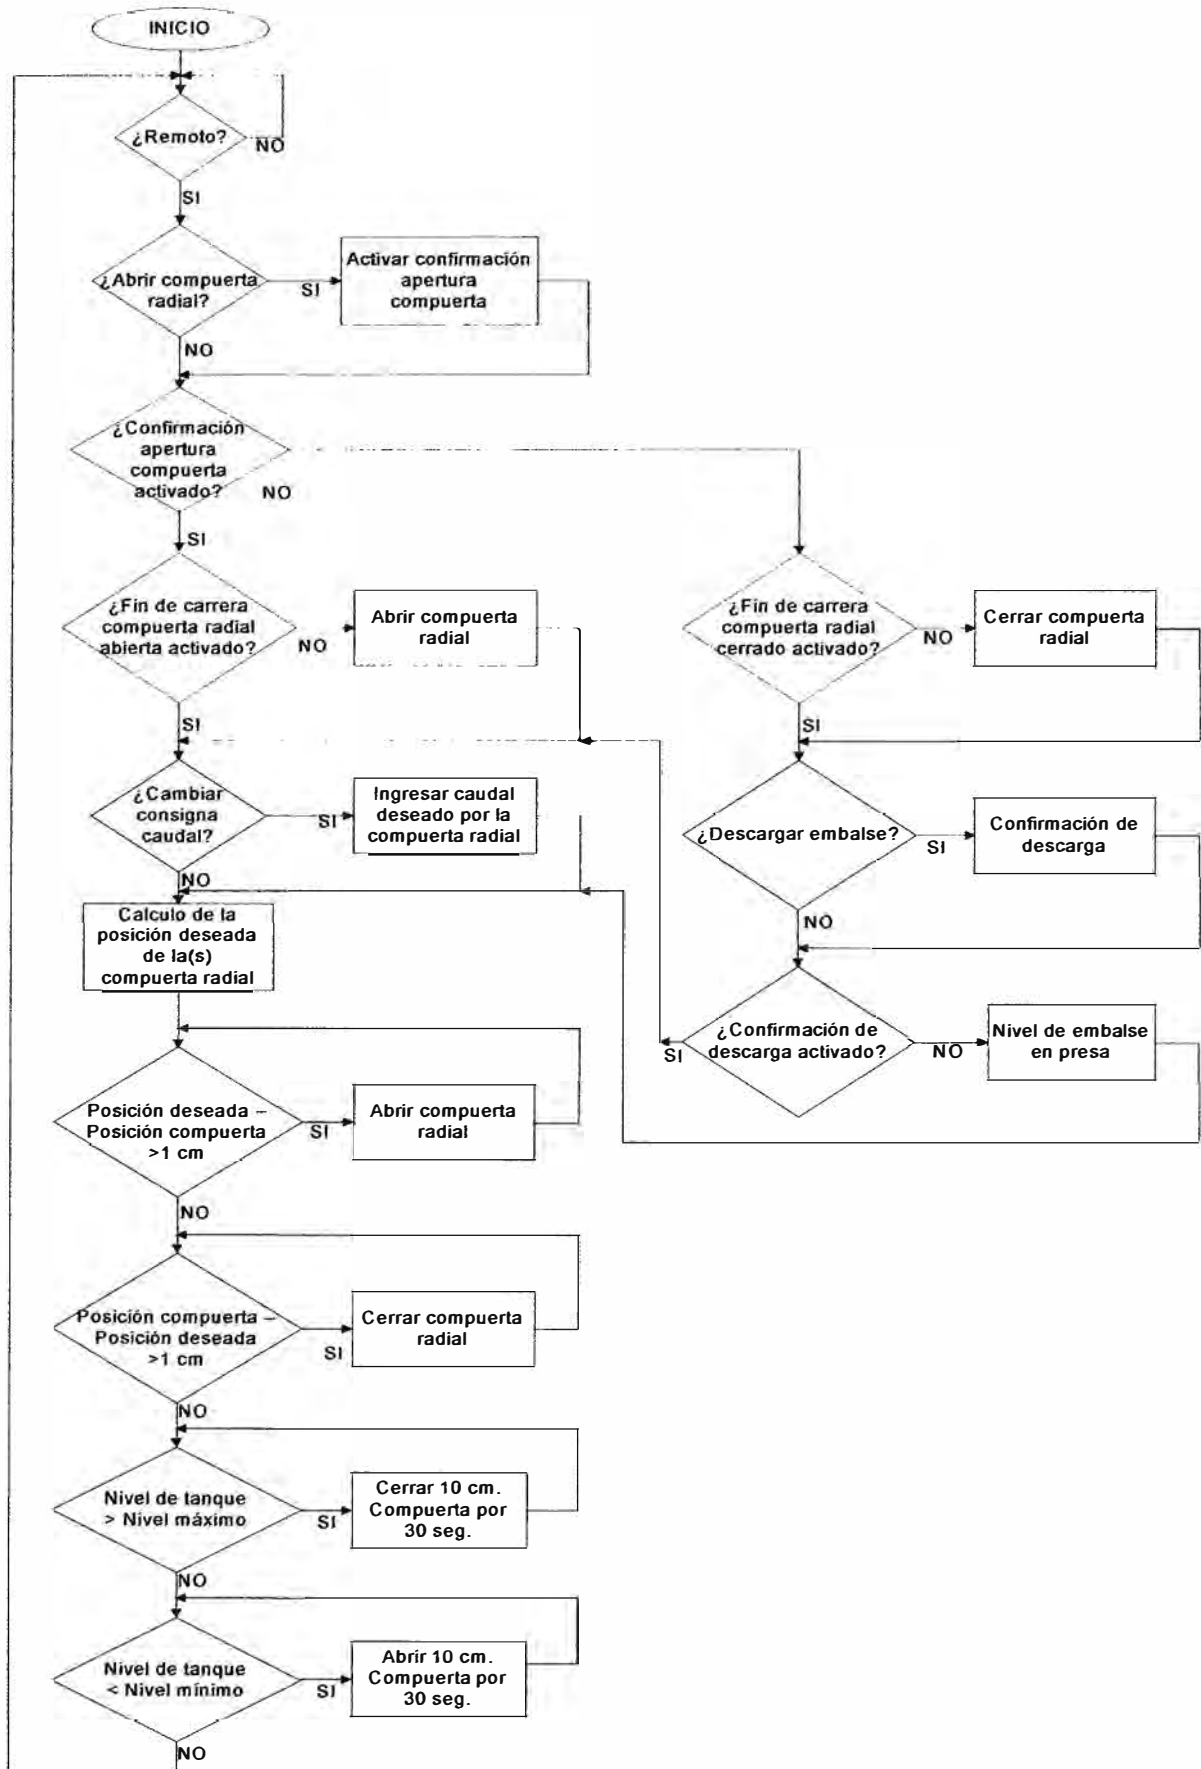 INICIO
¿Remoto?
NO
SI
¿Abrir compuerta
radial?
SI
Activar confirmación
apertura
compuerta
NO
¿Confirmación
apertura
compuerta
activado?
NO
SI
¿Fin de carrera
compuerta radial
abierta activado?
NO
Abrir compuerta
radial
¿Fin de carrera
compuerta radial
cerrado activado?
NO
Cerrar compuerta
radial
SI
SI
¿Cambiar
consigna
caudal?
SI
Ingresar caudal
deseado por la
compuerta radial
¿Descargar embalse?
SI
Confirmación de
descarga
NO
NO
Calculo de la
posición deseada
de la(s)
compuerta radial
¿Confirmación de
descarga activado?
SI
NO
Nivel de embalse
en presa
Posición deseada –
Posición compuerta
>1 cm
SI
Abrir compuerta
radial
NO
Posición compuerta –
Posición deseada
>1 cm
SI
Cerrar compuerta
radial
NO
Nivel de tanque
> Nivel máximo
SI
Cerrar 10 cm.
Compuerta por
30 seg.
NO
Nivel de tanque
< Nivel mínimo
SI
Abrir 10 cm.
Compuerta por
30 seg.
NO